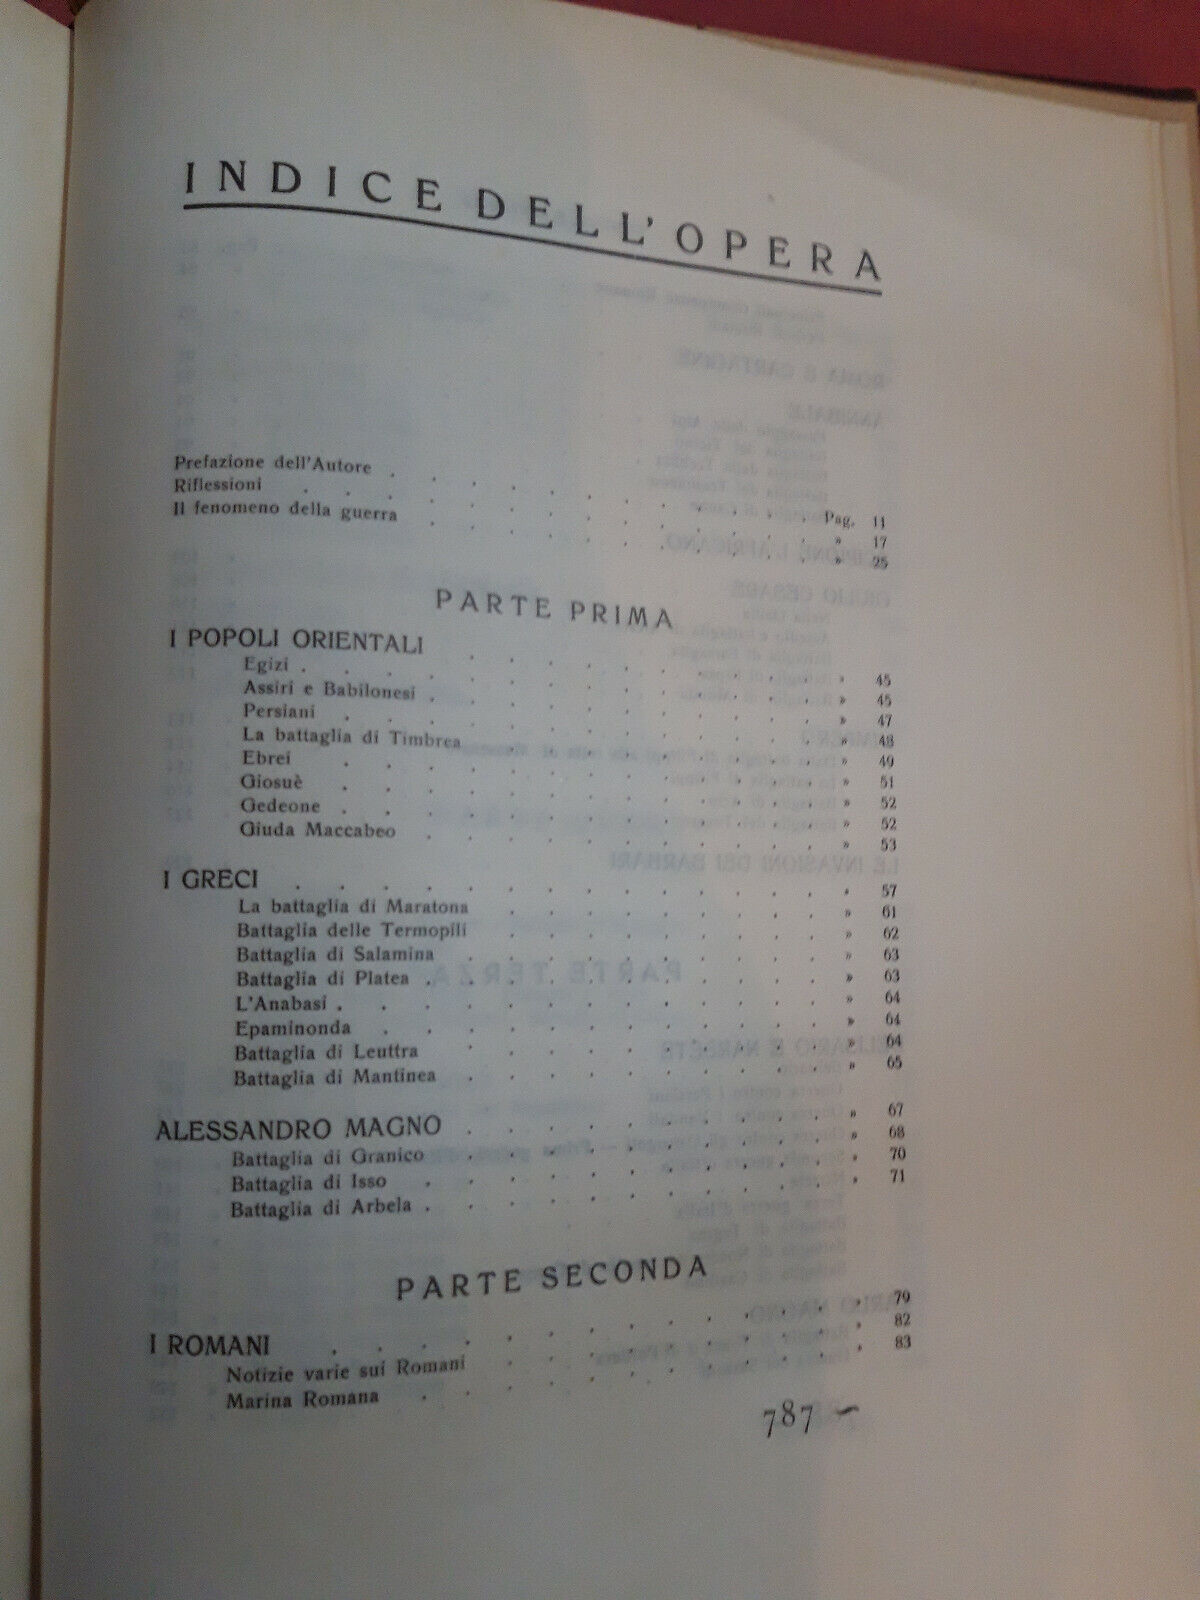 INDICE DELL'OPERA
Prefazione dell'Autore . . . . . . . . . . Pag. 11
Riflessioni . . . . . . . . . . » 17
Il fenomeno della guerra . . . . . . . . . . » 25
PARTE PRIMA
I POPOLI ORIENTALI . . . . . . . . . . » 45
Egizi . . . . . . . . . . » 45
Assiri e Babilonesi . . . . . . . . . . » 47
Persiani . . . . . . . . . . » 48
La battaglia di Timbrea . . . . . . . . . . » 49
Ebrei . . . . . . . . . . » 51
Giosuè . . . . . . . . . . » 52
Gedeone . . . . . . . . . . » 52
Giuda Maccabeo . . . . . . . . . . » 53
I GRECI . . . . . . . . . . » 57
La battaglia di Maratona . . . . . . . . . . » 61
Battaglia delle Termopili . . . . . . . . . . » 62
Battaglia di Salamina . . . . . . . . . . » 63
Battaglia di Platea . . . . . . . . . . » 63
L'Anabasi . . . . . . . . . . » 64
Epaminonda . . . . . . . . . . » 64
Battaglia di Leuttra . . . . . . . . . . » 64
Battaglia di Mantinea . . . . . . . . . . » 65
ALESSANDRO MAGNO . . . . . . . . . . » 67
Battaglia di Granico . . . . . . . . . . » 68
Battaglia di Isso . . . . . . . . . . » 70
Battaglia di Arbela . . . . . . . . . . » 71
PARTE SECONDA
I ROMANI . . . . . . . . . . » 79
Notizie varie sui Romani . . . . . . . . . . » 82
Marina Romana . . . . . . . . . . » 83
787 ~